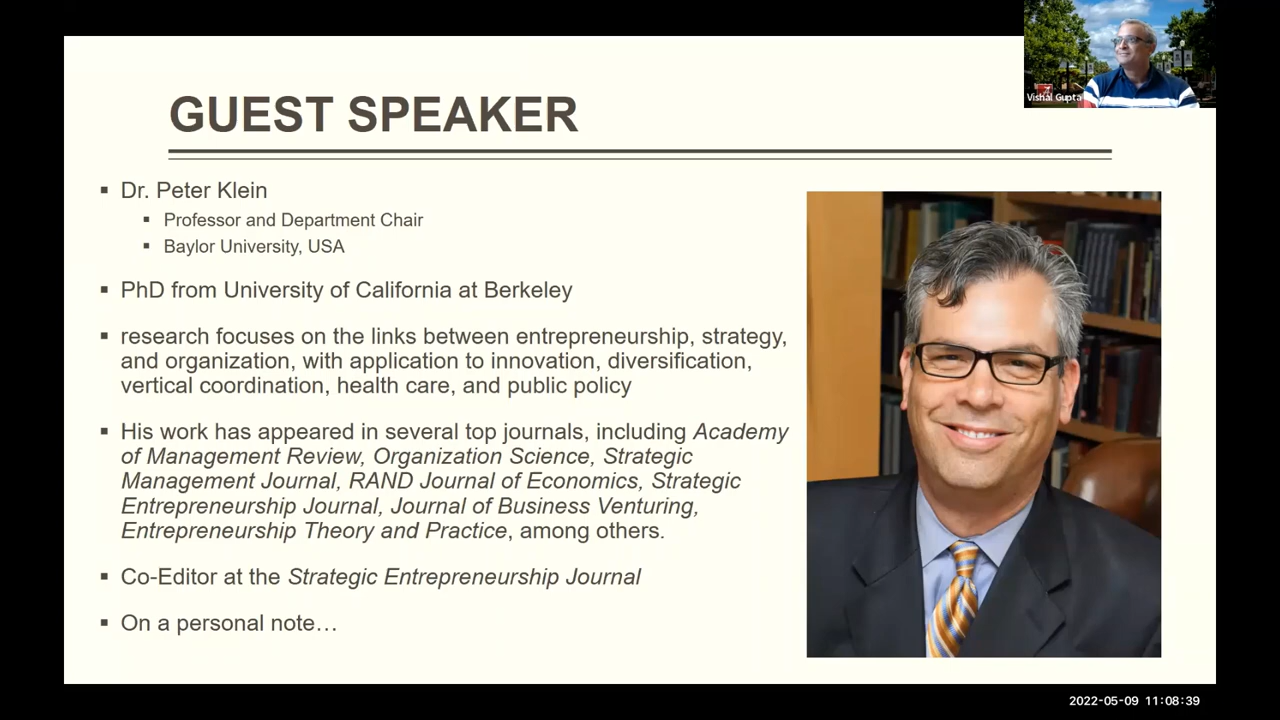 Vishal Gupta
GUEST SPEAKER
▪ Dr. Peter Klein
▪ Professor and Department Chair
▪ Baylor University, USA
▪ PhD from University of California at Berkeley
▪ research focuses on the links between entrepreneurship, strategy,
and organization, with application to innovation, diversification,
vertical coordination, health care, and public policy
▪ His work has appeared in several top journals, including Academy
of Management Review, Organization Science, Strategic
Management Journal, RAND Journal of Economics, Strategic
Entrepreneurship Journal, Journal of Business Venturing,
Entrepreneurship Theory and Practice, among others.
▪ Co-Editor at the Strategic Entrepreneurship Journal
▪ On a personal note…
2022-05-09 11:08:39